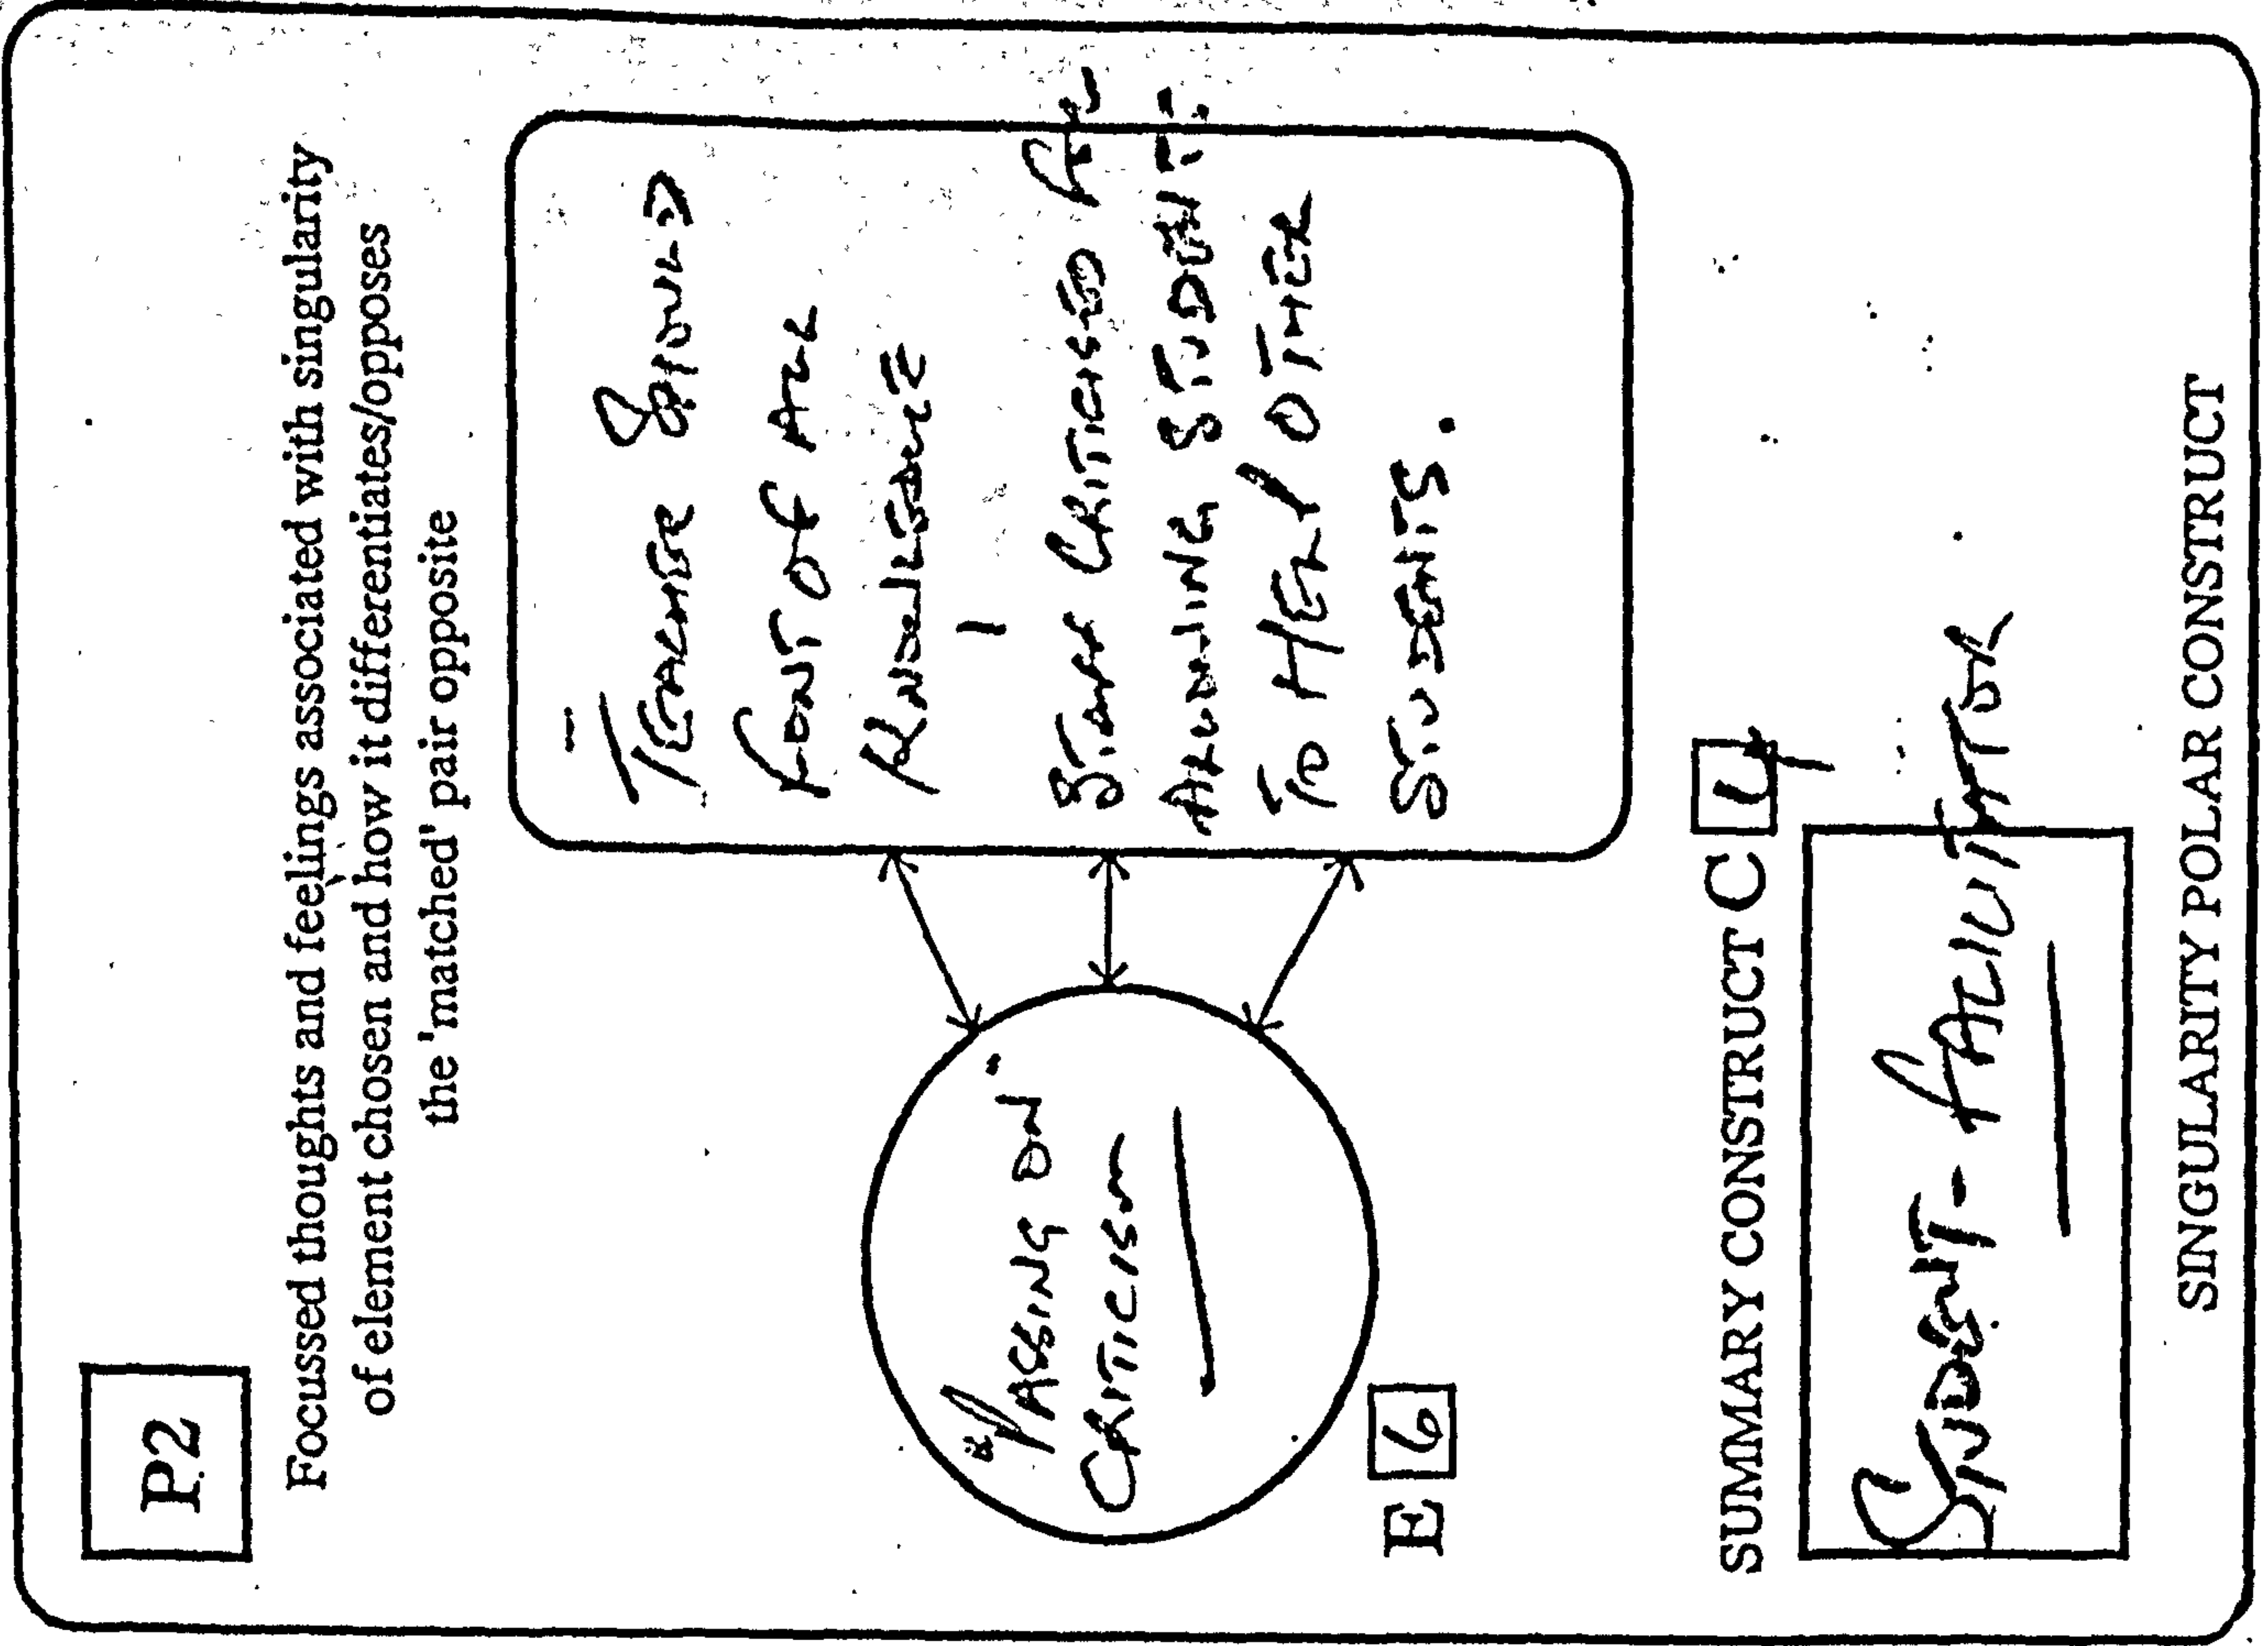 P.2
Focussed thoughts and feelings associated with singularity
of element chosen and how it differentiates/opposes
the 'matched' pair opposite
TEACHER
FONT OF ALL
KNOWLEDGE
-
STAFF CRITICISED FOR
ALLOWING STUDENTS
TO HELP OTHER
STUDENTS.
PASSING ON
CRITICISM
E 6
SUMMARY CONSTRUCT C 4
STUDENT - FACILITATOR
SINGULARITY POLAR CONSTRUCT